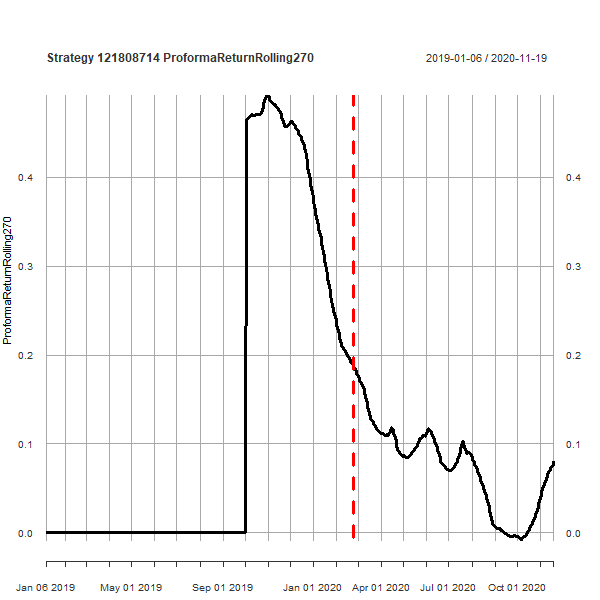 Strategy 121808714 ProformaReturnRolling270
2019-01-06 / 2020-11-19
ProformaReturnRolling270
0.4
0.4
0.3
0.3
0.2
0.2
0.1
0.1
0.0
0.0
Jan 06 2019
May 01 2019
Sep 01 2019
Jan 01 2020
Apr 01 2020
Jul 01 2020
Oct 01 2020